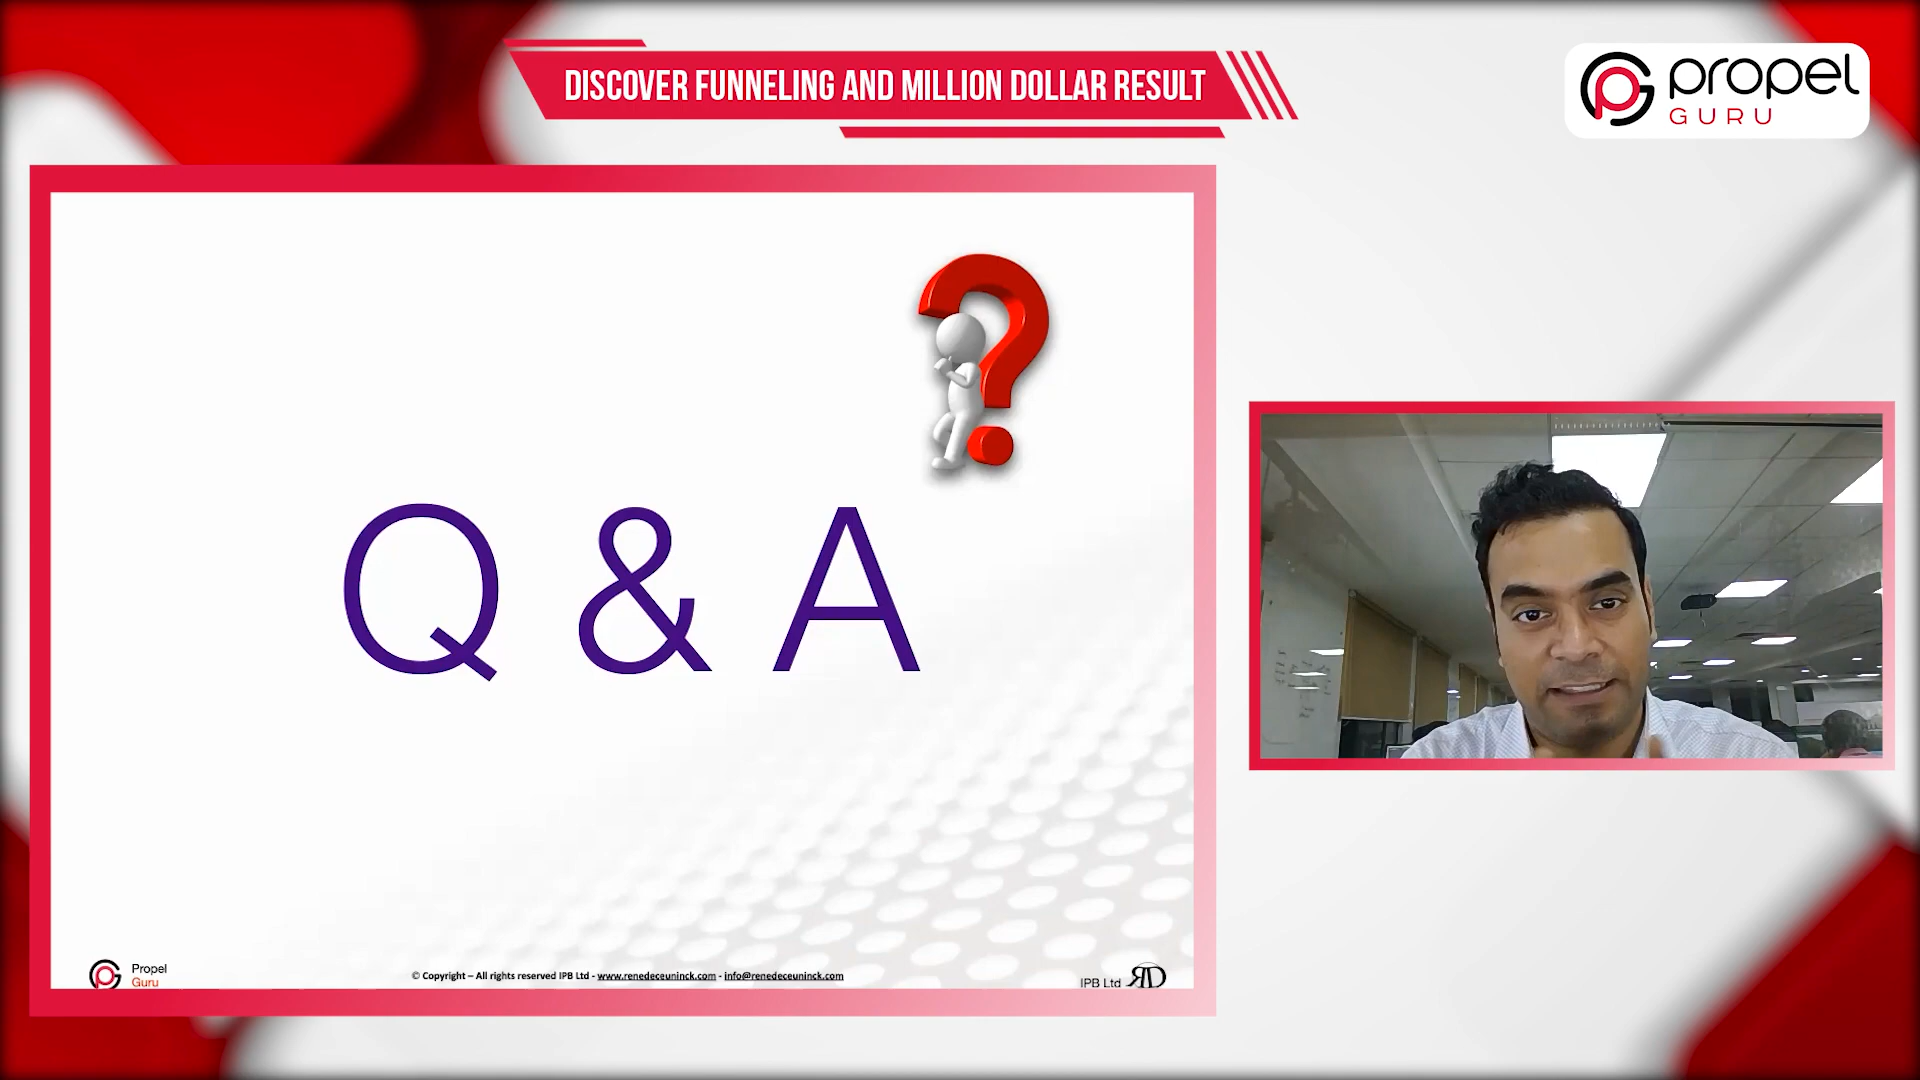 DISCOVER FUNNELING AND MILLION DOLLAR RESULT
propel
GURU
Q & A
Propel
Guru
© Copyright – All rights reserved IPB Ltd - www.renedeceuninck.com - info@renedeceuninck.com
IPB Ltd RD